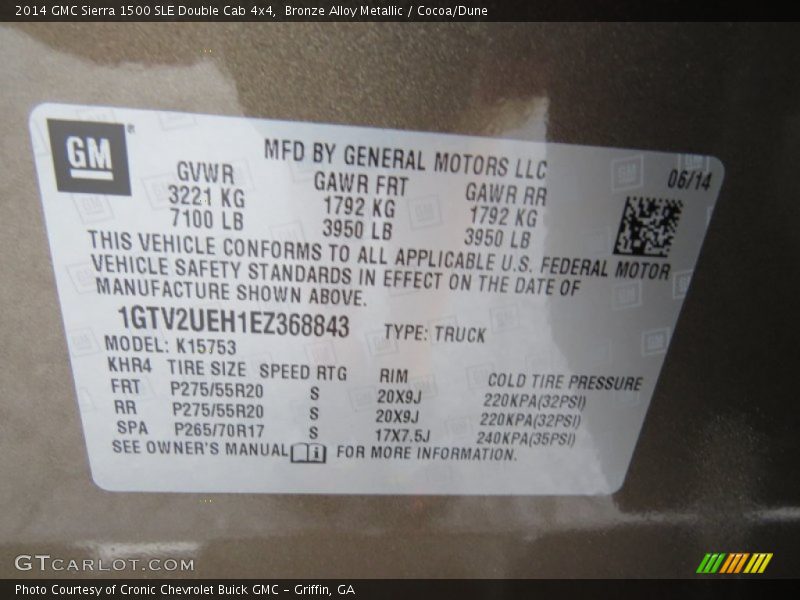 2014 GMC Sierra 1500 SLE Double Cab 4x4,  Bronze Alloy Metallic / Cocoa/Dune
GM®
MFD BY GENERAL MOTORS LLC
06/14
GVWR GAWR FRT GAWR RR
3221 KG 1792 KG 1792 KG
7100 LB 3950 LB 3950 LB
THIS VEHICLE CONFORMS TO ALL APPLICABLE U.S. FEDERAL MOTOR
VEHICLE SAFETY STANDARDS IN EFFECT ON THE DATE OF
MANUFACTURE SHOWN ABOVE.
1GTV2UEH1EZ368843 TYPE: TRUCK
MODEL: K15753
KHR4 TIRE SIZE SPEED RTG RIM COLD TIRE PRESSURE
FRT P275/55R20 S 20X9J 220KPA(32PSI)
RR P275/55R20 S 20X9J 220KPA(32PSI)
SPA P265/70R17 S 17X7.5J 240KPA(35PSI)
SEE OWNER'S MANUAL i FOR MORE INFORMATION.
GTCARLOT.COM
Photo Courtesy of Cronic Chevrolet Buick GMC – Griffin, GA